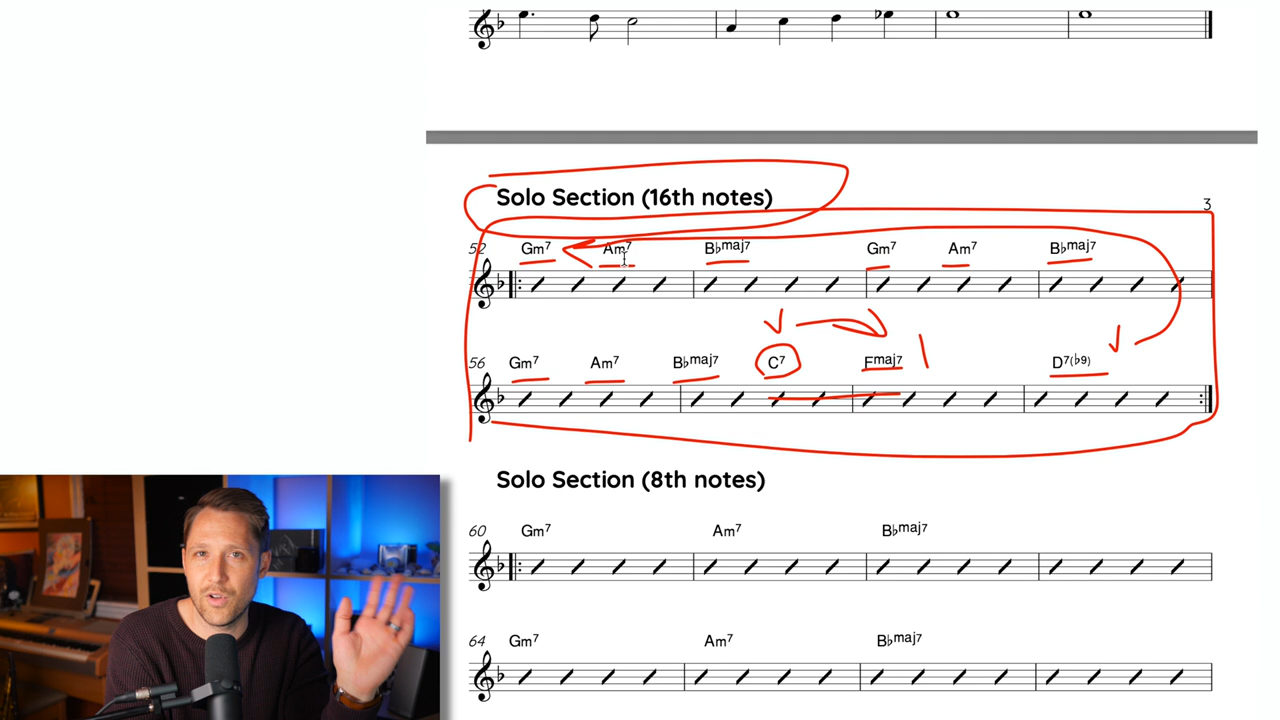 3
Solo Section (16th notes)
52 Gm7 Am7 B♭maj7 Gm7 Am7 B♭maj7
56 Gm7 Am7 B♭maj7 C7 Fmaj7 D7(♭9)
Solo Section (8th notes)
60 Gm7 Am7 B♭maj7
64 Gm7 Am7 B♭maj7